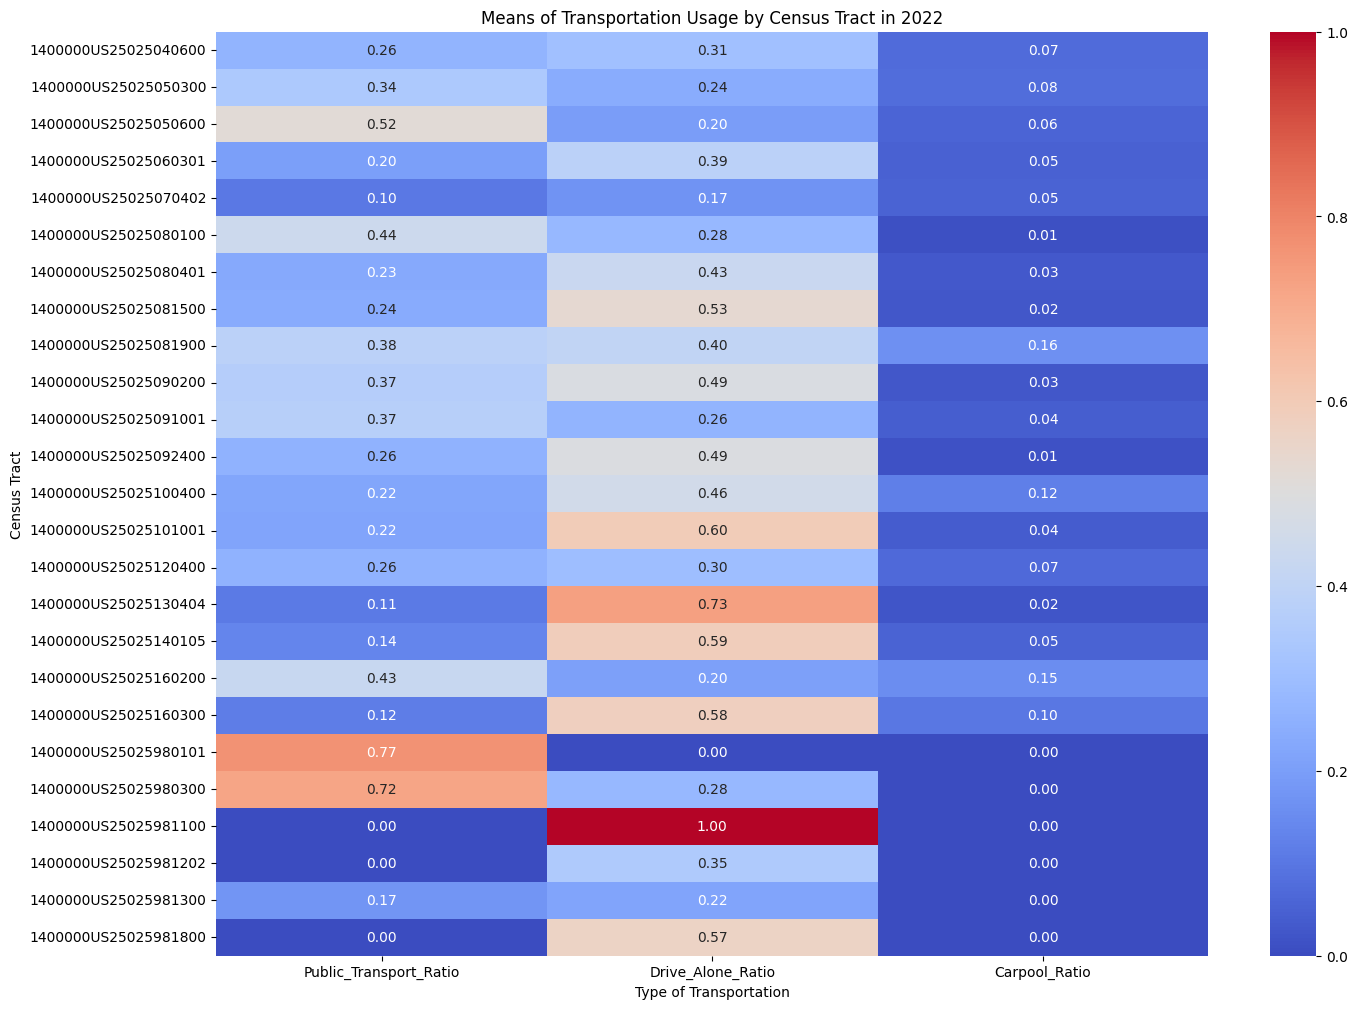 Means of Transportation Usage by Census Tract in 2022
Census Tract
1400000US25025040600 0.26 0.31 0.07
1400000US25025050300 0.34 0.24 0.08
1400000US25025050600 0.52 0.20 0.06
1400000US25025060301 0.20 0.39 0.05
1400000US25025070402 0.10 0.17 0.05
1400000US25025080100 0.44 0.28 0.01
1400000US25025080401 0.23 0.43 0.03
1400000US25025081500 0.24 0.53 0.02
1400000US25025081900 0.38 0.40 0.16
1400000US25025090200 0.37 0.49 0.03
1400000US25025091001 0.37 0.26 0.04
1400000US25025092400 0.26 0.49 0.01
1400000US25025100400 0.22 0.46 0.12
1400000US25025101001 0.22 0.60 0.04
1400000US25025120400 0.26 0.30 0.07
1400000US25025130404 0.11 0.73 0.02
1400000US25025140105 0.14 0.59 0.05
1400000US25025160200 0.43 0.20 0.15
1400000US25025160300 0.12 0.58 0.10
1400000US25025980101 0.77 0.00 0.00
1400000US25025980300 0.72 0.28 0.00
1400000US25025981100 0.00 1.00 0.00
1400000US25025981202 0.00 0.35 0.00
1400000US25025981300 0.17 0.22 0.00
1400000US25025981800 0.00 0.57 0.00
Public_Transport_Ratio Drive_Alone_Ratio Carpool_Ratio
Type of Transportation
1.0
0.8
0.6
0.4
0.2
0.0